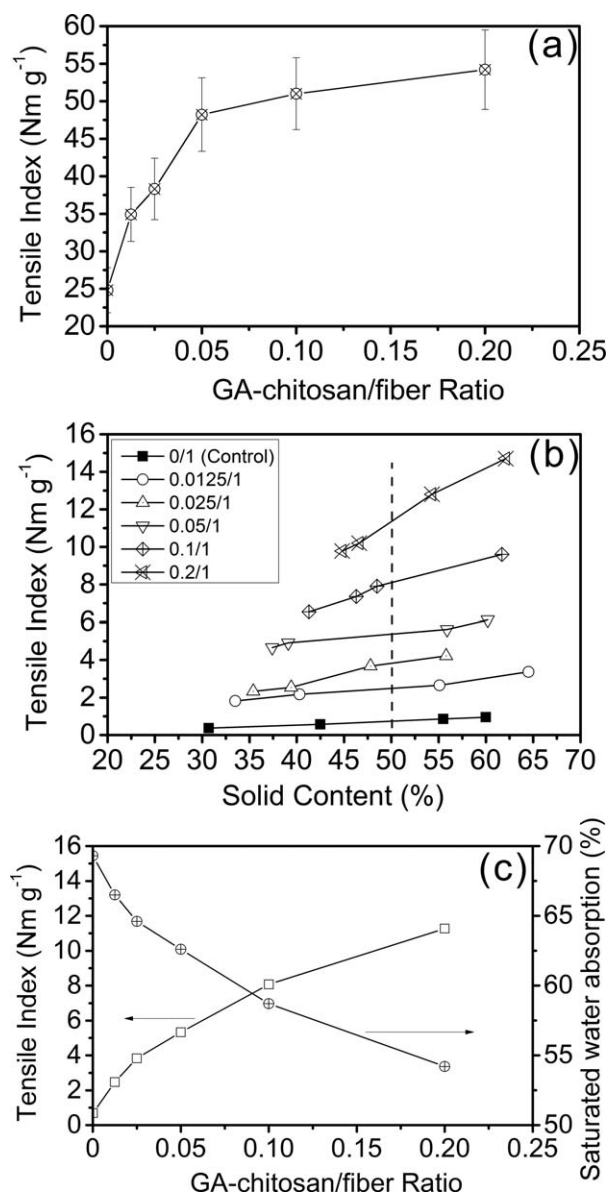 (a)
Tensile Index (Nm g-1)
60
55
50
45
40
35
30
25
20
0 0.05 0.10 0.15 0.20 0.25
GA-chitosan/fiber Ratio
(b)
Tensile Index (Nm g-1)
16
14
12
10
8
6
4
2
0
0/1 (Control)
0.0125/1
0.025/1
0.05/1
0.1/1
0.2/1
20 25 30 35 40 45 50 55 60 65 70
Solid Content (%)
(c)
Tensile Index (Nm g-1)
16
14
12
10
8
6
4
2
0
70
65
60
55
50
Saturated water absorption (%)
0 0.05 0.10 0.15 0.20 0.25
GA-chitosan/fiber Ratio